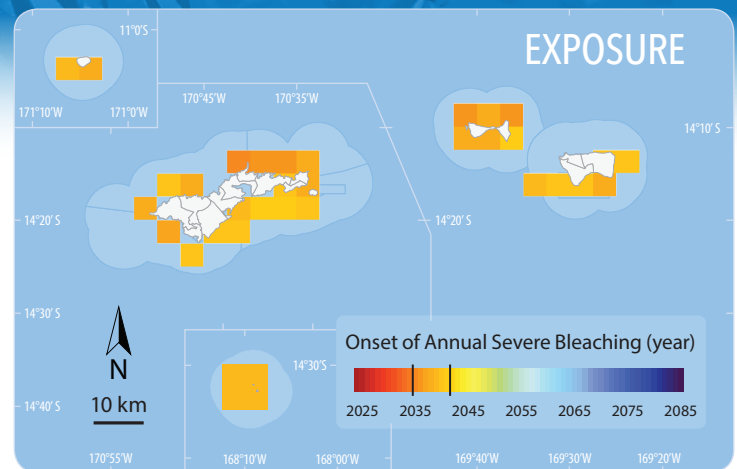 11°0'S
EXPOSURE
171°10'W 171°0'W
170°45'W 170°35'W
14°10' S
14°20' S
14°20' S
14°30' S
14°30'S
14°40' S
N
10 km
Onset of Annual Severe Bleaching (year)
2025 2035 2045 2055 2065 2075 2085
170°55'W 168°10'W 168°00'W 169°40'W 169°30'W 169°20'W